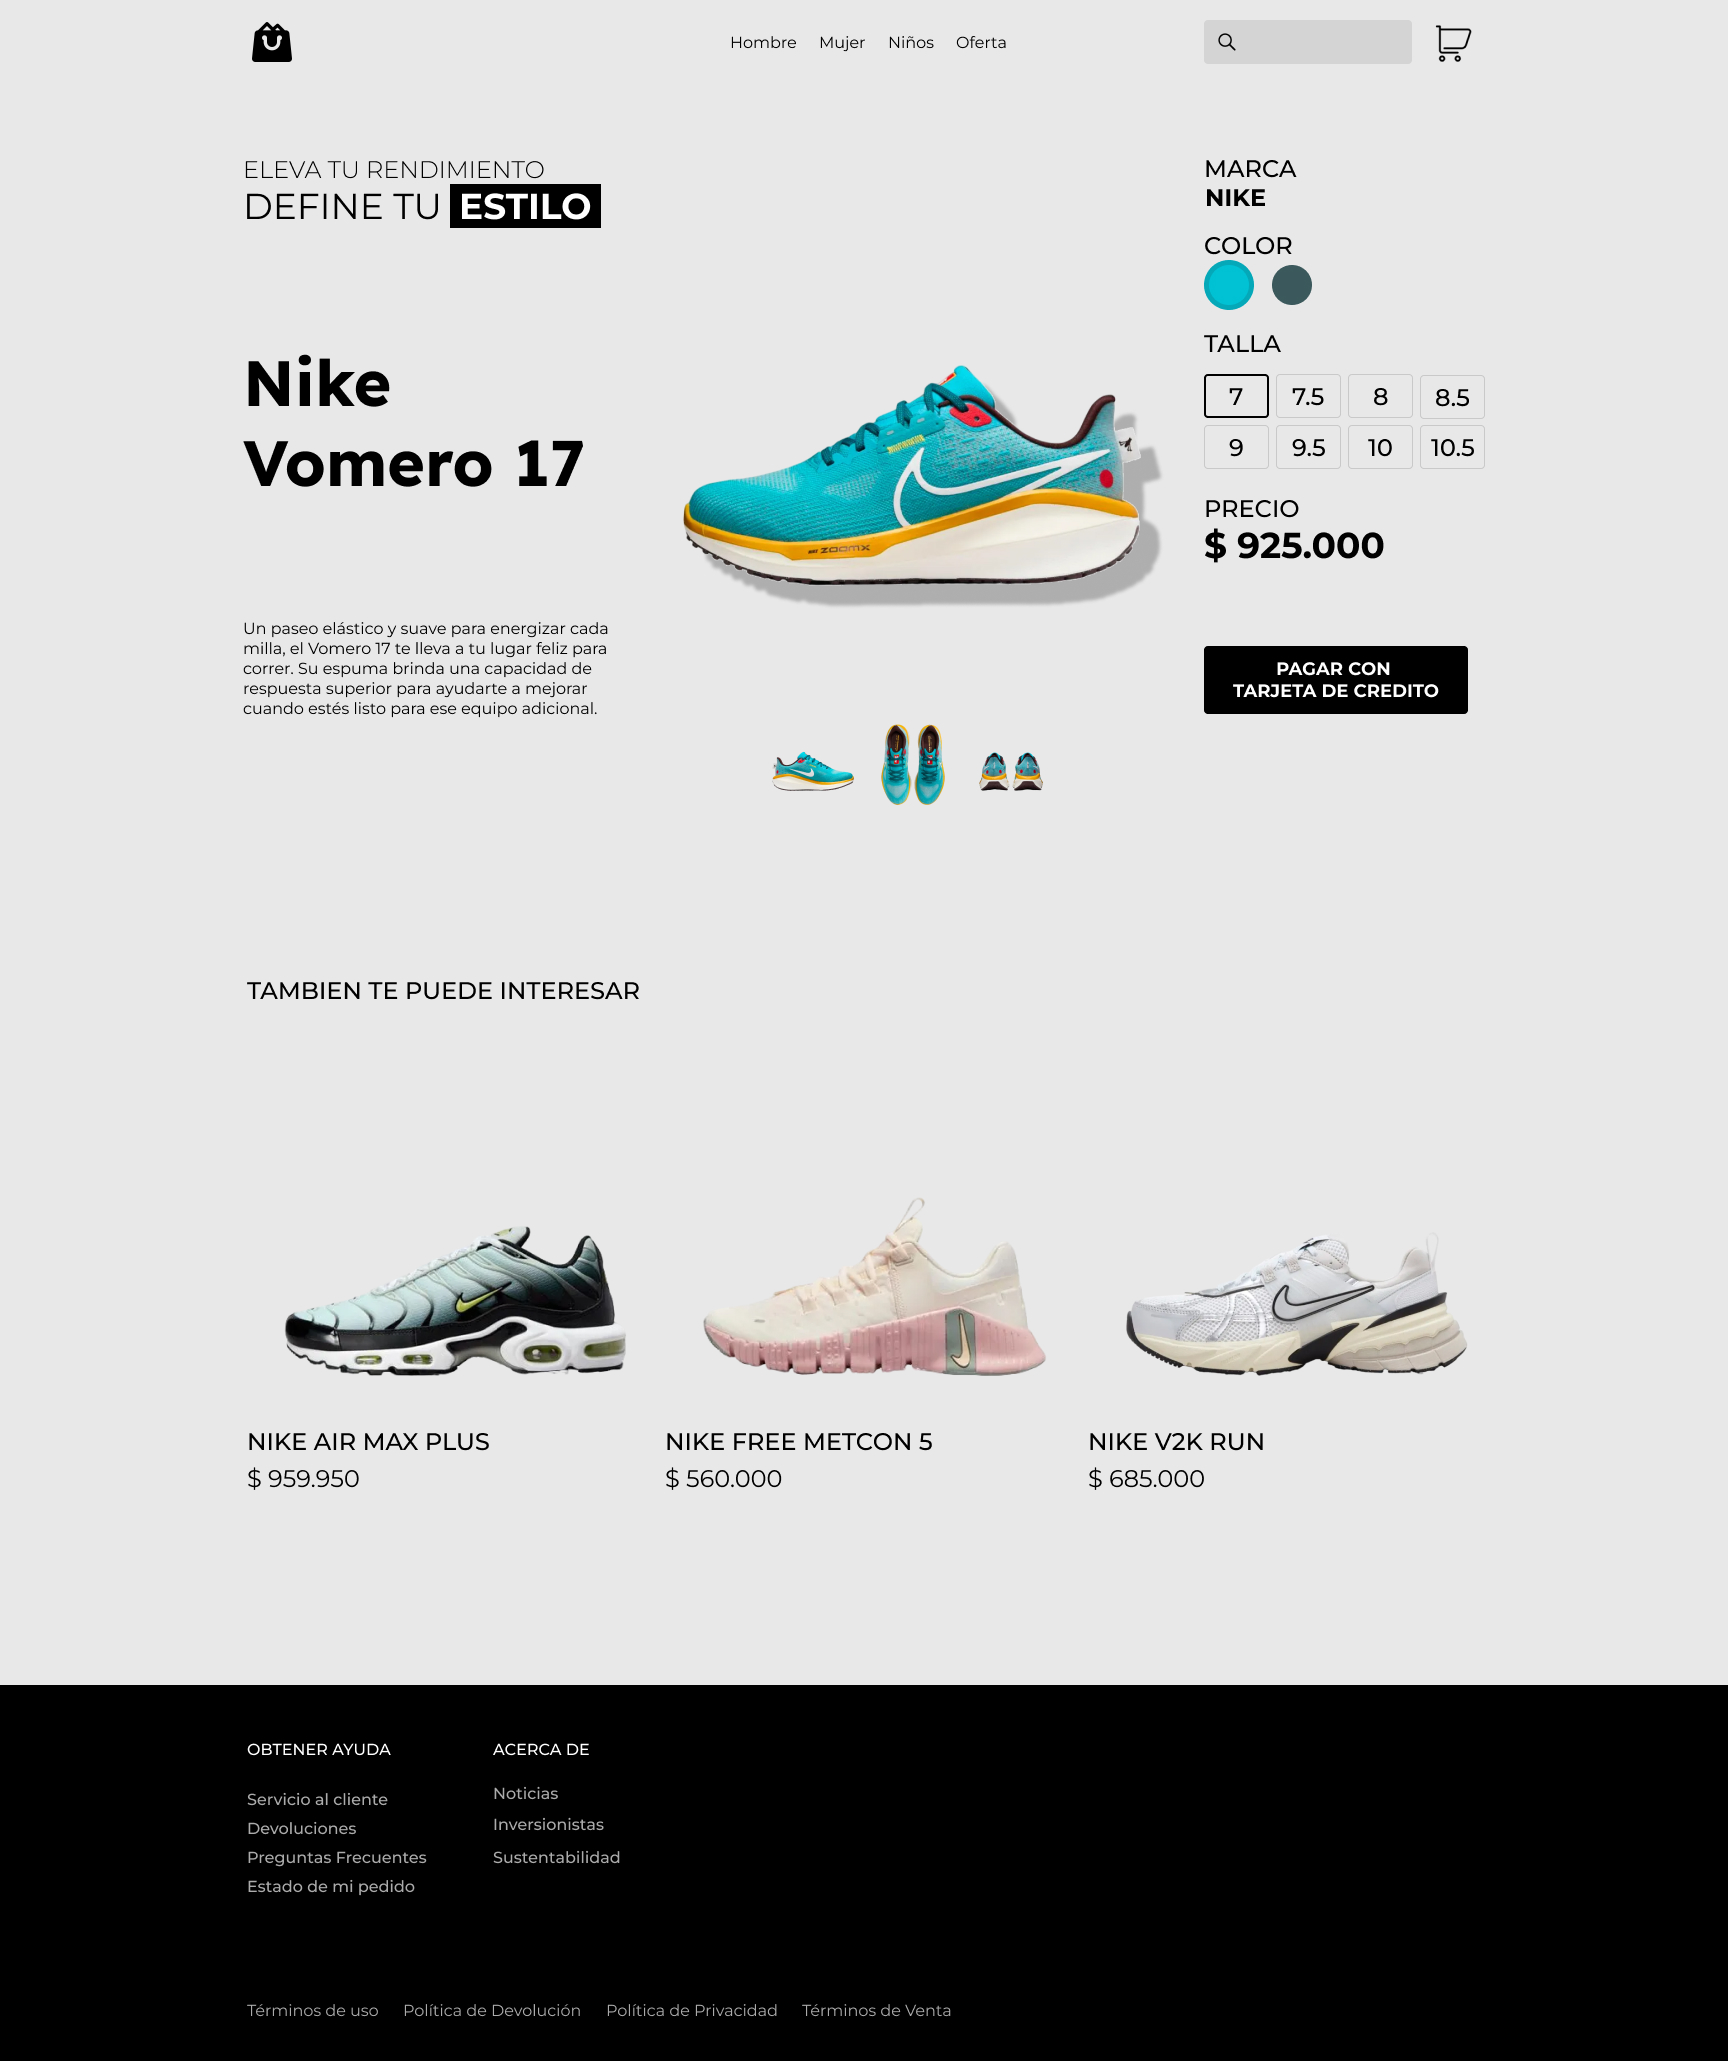 Hombre Mujer Niños Oferta
ELEVA TU RENDIMIENTO
DEFINE TU ESTILO
Nike
Vomero 17
Un paseo elástico y suave para energizar cada
milla, el Vomero 17 te lleva a tu lugar feliz para
correr. Su espuma brinda una capacidad de
respuesta superior para ayudarte a mejorar
cuando estés listo para ese equipo adicional.
ZOOMX
MARCA
NIKE
COLOR
TALLA
7 7.5 8 8.5
9 9.5 10 10.5
PRECIO
$ 925.000
PAGAR CON
TARJETA DE CREDITO
TAMBIEN TE PUEDE INTERESAR
NIKE AIR MAX PLUS
$ 959.950
NIKE FREE METCON 5
$ 560.000
NIKE V2K RUN
$ 685.000
OBTENER AYUDA
Servicio al cliente
Devoluciones
Preguntas Frecuentes
Estado de mi pedido
ACERCA DE
Noticias
Inversionistas
Sustentabilidad
Términos de uso Política de Devolución Política de Privacidad Términos de Venta